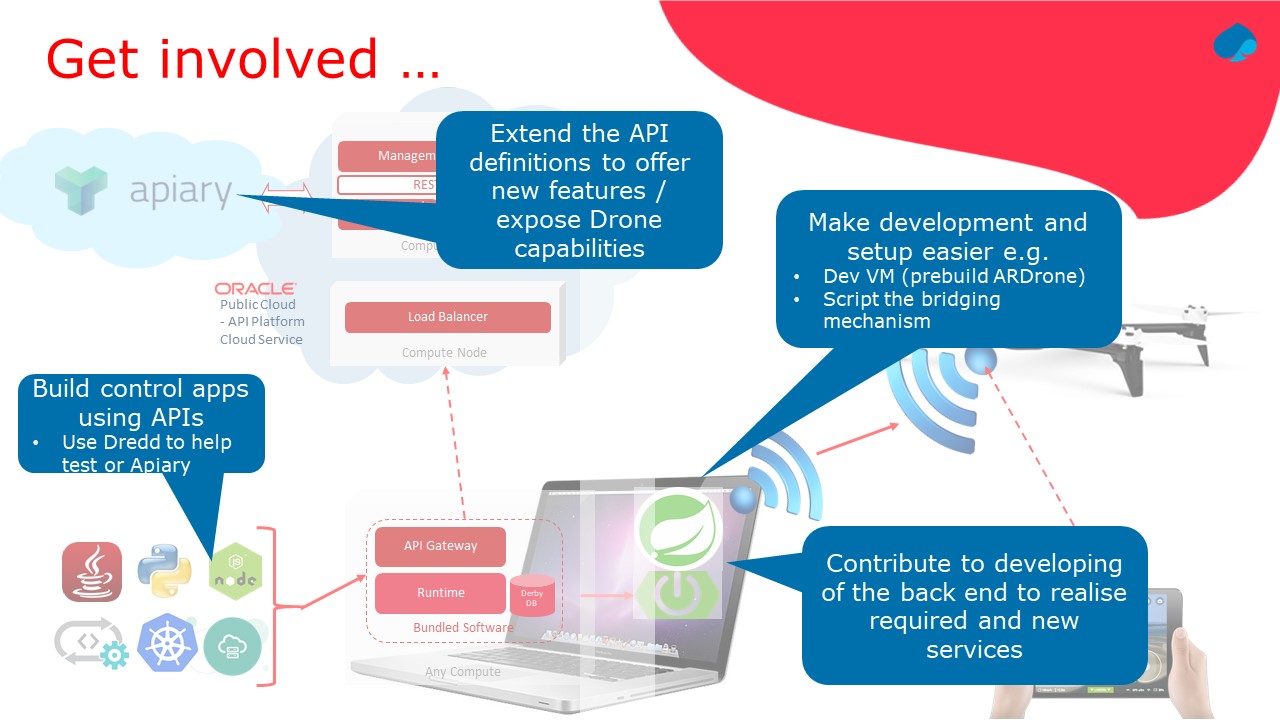 Get involved …
Extend the API
definitions to offer
new features /
expose Drone
capabilities
Make development and
setup easier e.g.
• Dev VM (prebuild ARDrone)
• Script the bridging
mechanism
apiary
Managem
REST
Compu
ORACLE
Public Cloud
- API Platform
Cloud Service
Load Balancer
Compute Node
Build control apps
using APIs
• Use Dredd to help
test or Apiary
API Gateway
Runtime
Derby
DB
Bundled Software
Any Compute
node
JS
Java
Contribute to developing
of the back end to realise
required and new
services